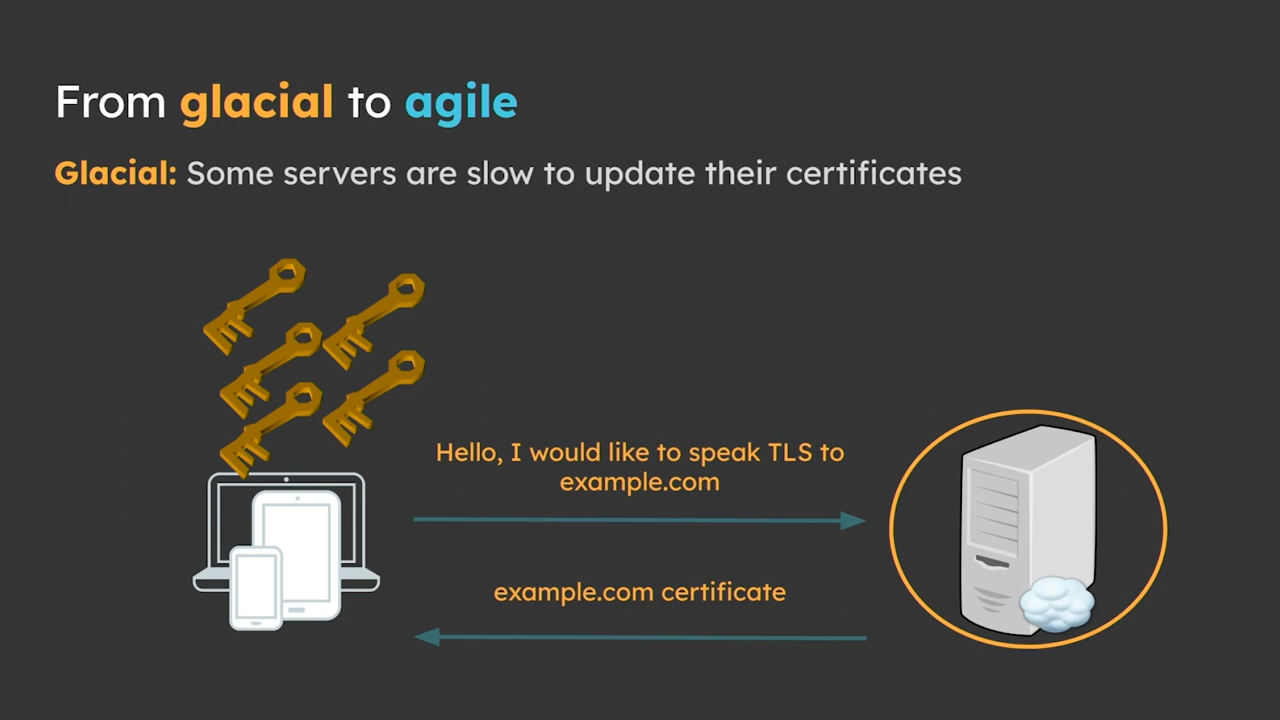 From glacial to agile
Glacial: Some servers are slow to update their certificates
Hello, I would like to speak TLS to
example.com
example.com certificate